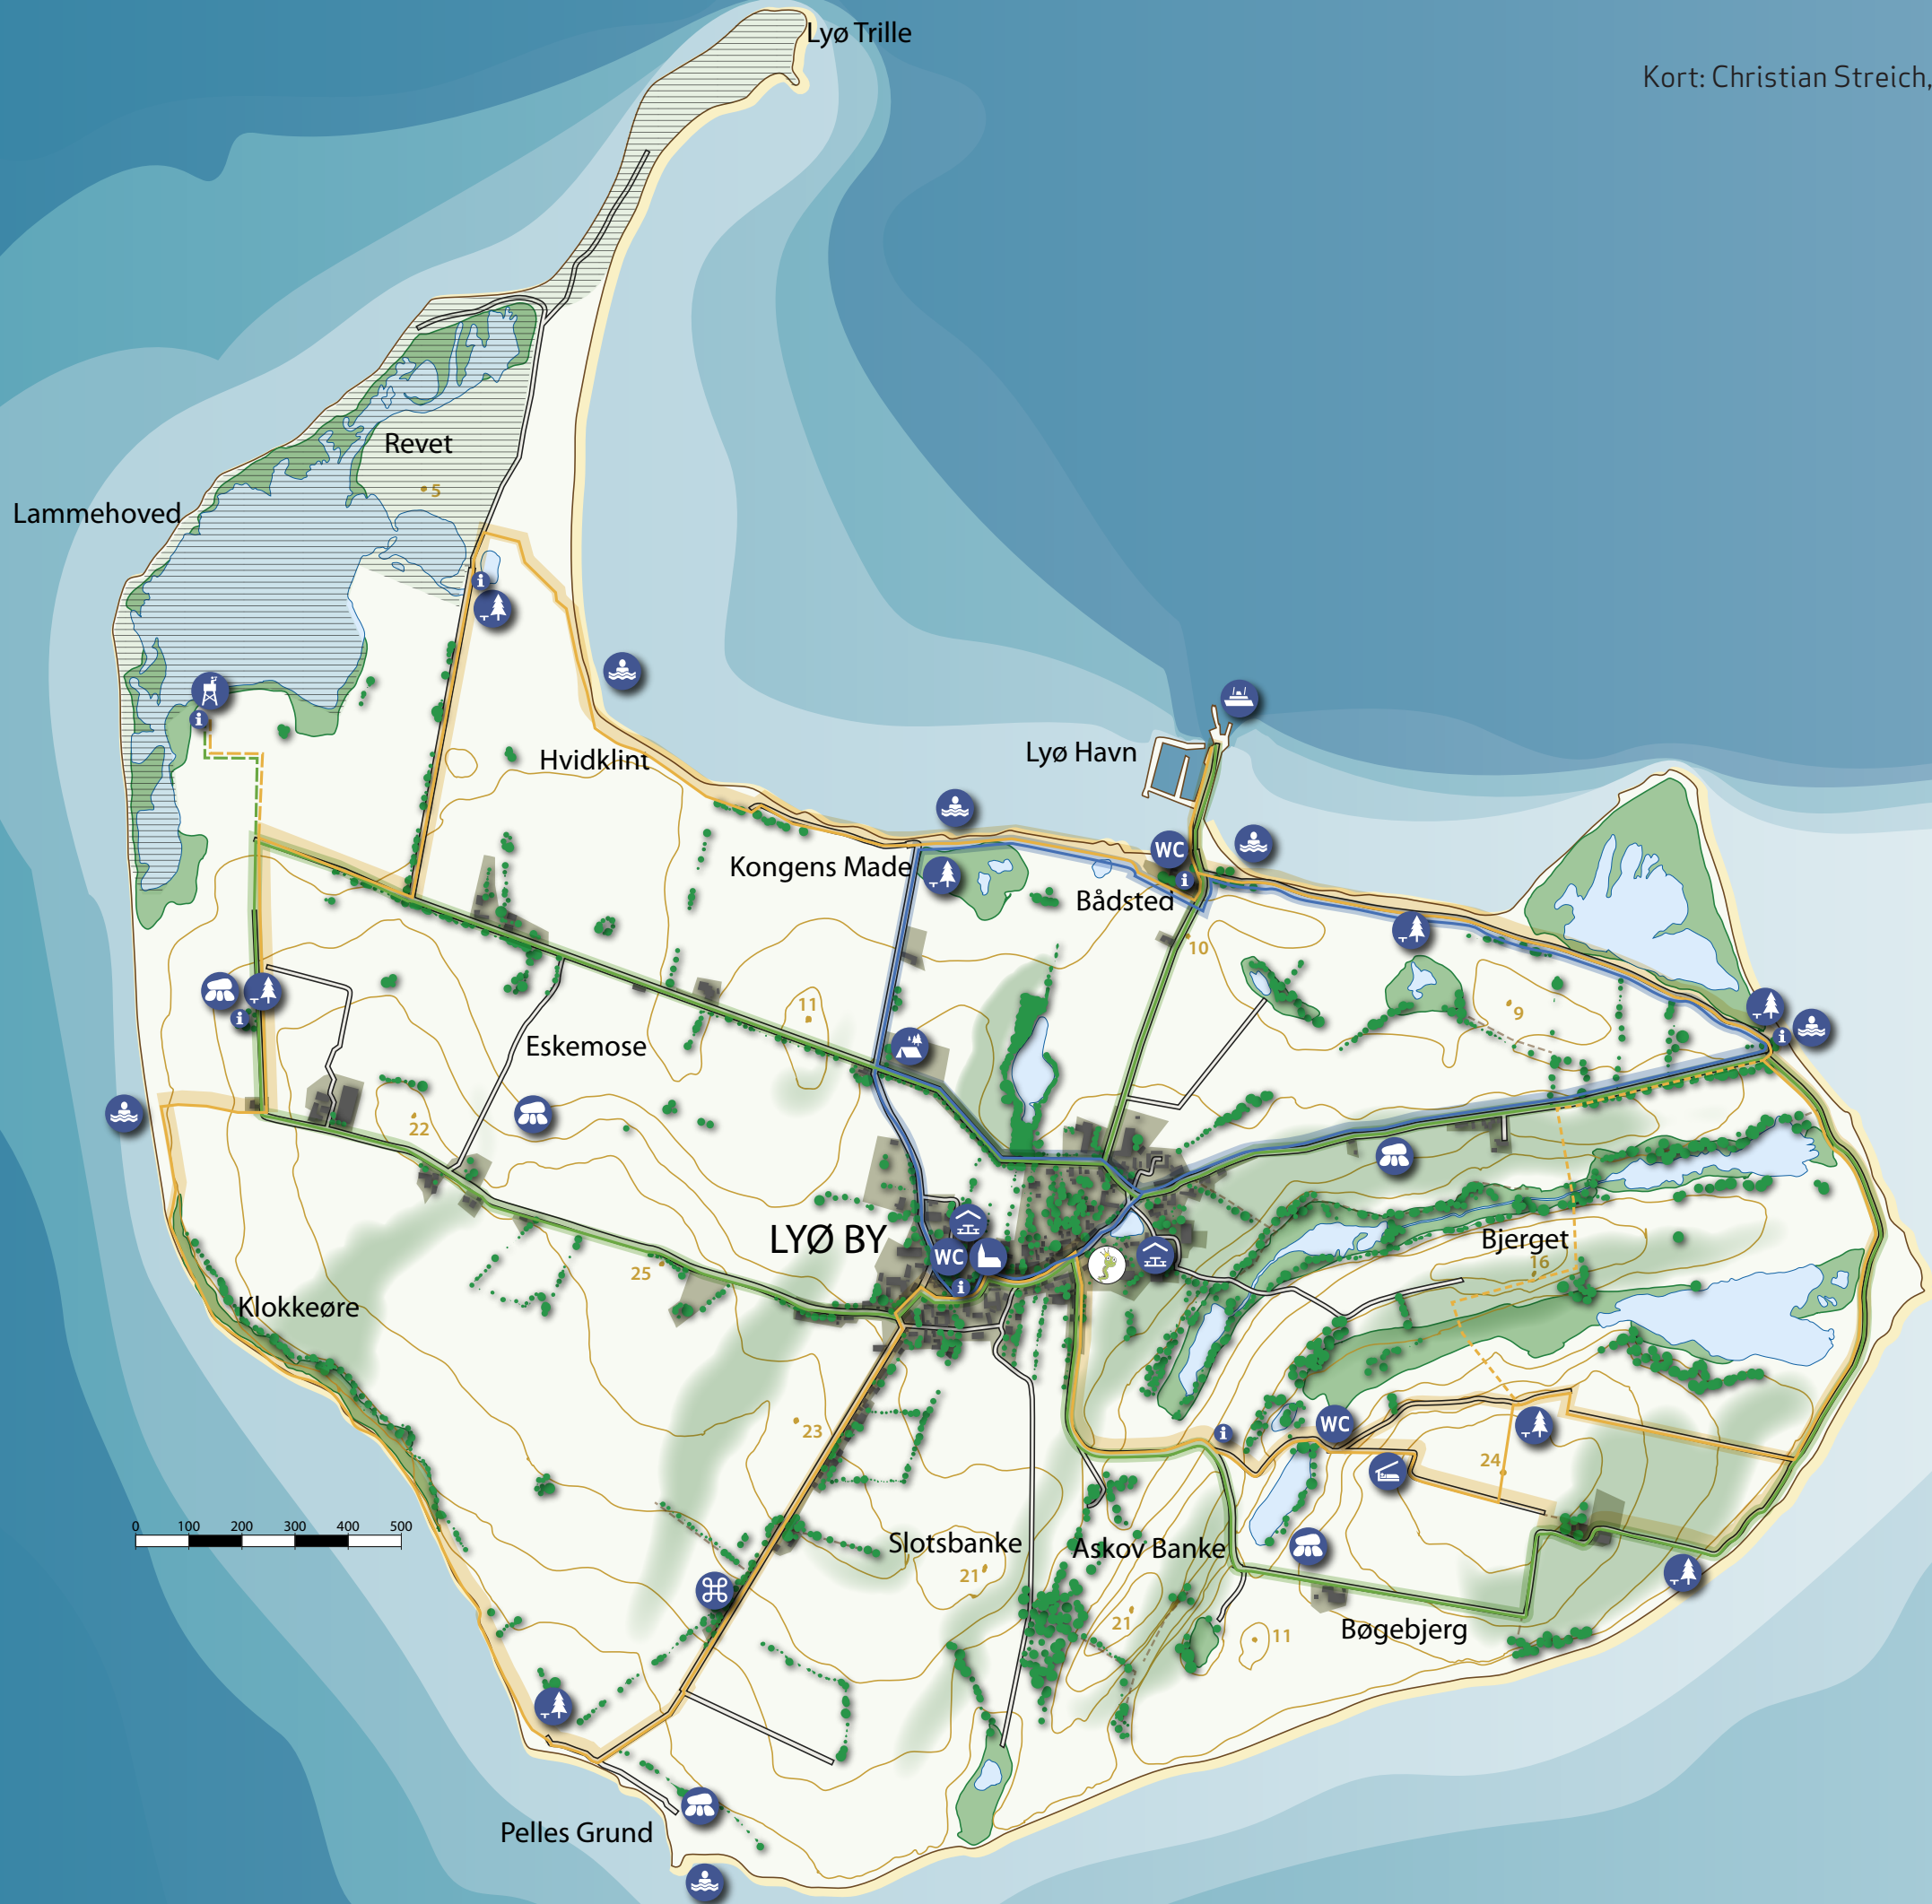 Lyø Trille
Kort: Christian Streich,
Revet
5
Lammehoved
i
i
Hvidklint
Lyø Havn
WC
Kongens Made
i
Bådsted
10
i
11
9
i
Eskemose
22
LYØ BY
WC
i
25
Bjerget
16
Klokkeøre
23
i
WC
24
0 100 200 300 400 500
Slotsbanke
21
Askov Banke
21
11
Bøgebjerg
Pelles Grund